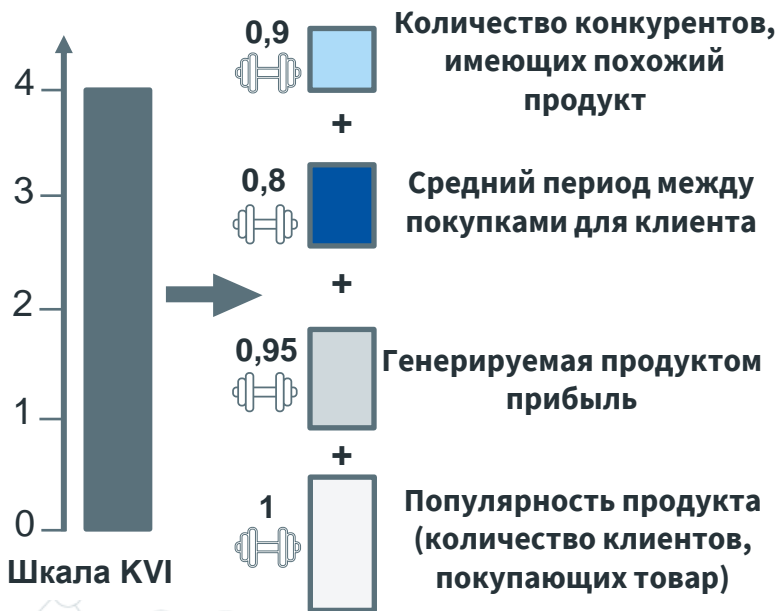 4
3
2
1
0
Шкала KVI
0,9
Количество конкурентов,
имеющих похожий
продукт
+
0,8
Средний период между
покупками для клиента
+
0,95
Генерируемая продуктом
прибыль
+
1
Популярность продукта
(количество клиентов,
покупающих товар)